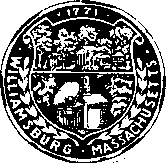 ·1771·
WILLIAMSBURG · MASSACHUSETTS